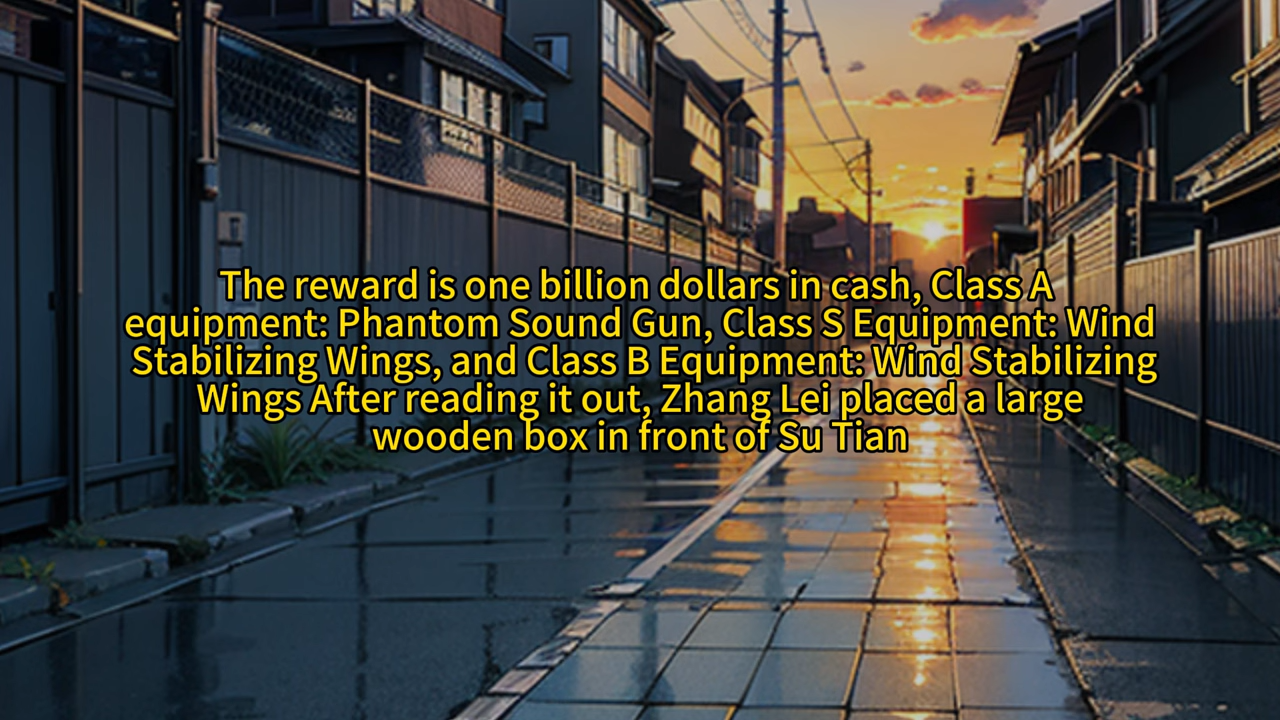 The reward is one billion dollars in cash, Class A
equipment: Phantom Sound Gun, Class S Equipment: Wind
Stabilizing Wings, and Class B Equipment: Wind Stabilizing
Wings After reading it out, Zhang Lei placed a large
wooden box in front of Su Tian